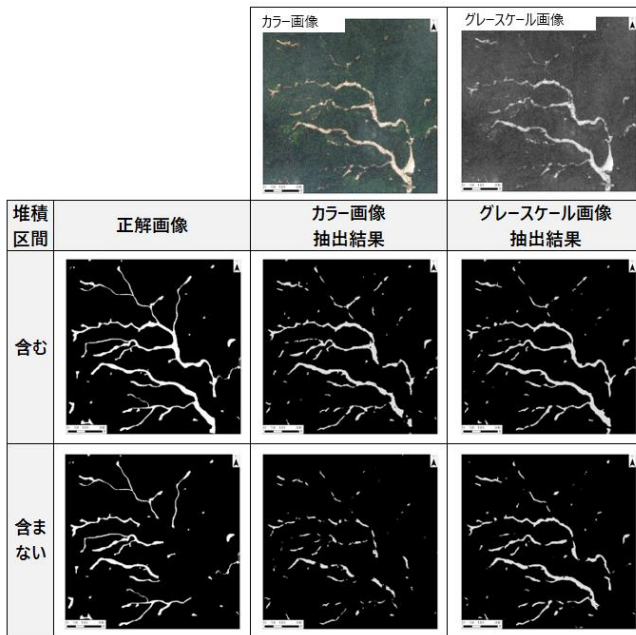 カラー画像
グレースケール画像
堆積
区間
正解画像
カラー画像
抽出結果
グレースケール画像
抽出結果
含む
含ま
ない